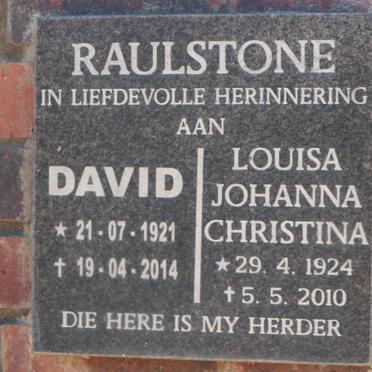 RAULSTONE
IN LIEFDEVOLLE HERINNERING
AAN
DAVID
★ 21 - 07 - 1921
† 19 - 04 - 2014
LOUISA
JOHANNA
CHRISTINA
★ 29. 4. 1924
† 5. 5. 2010
DIE HERE IS MY HERDER